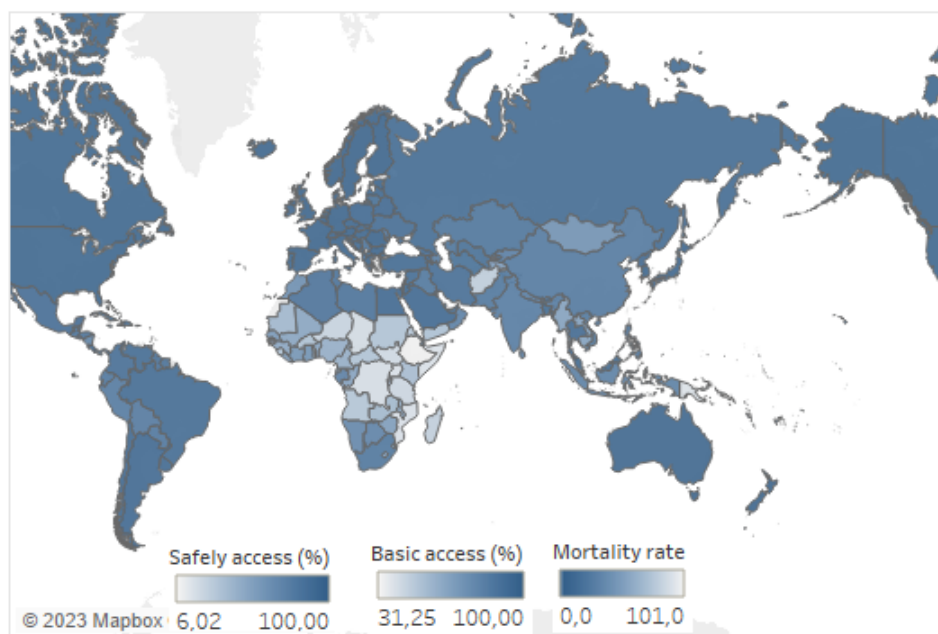 Safely access (%)
6,02 100,00
Basic access (%)
31,25 100,00
Mortality rate
0,0 101,0
© 2023 Mapbox